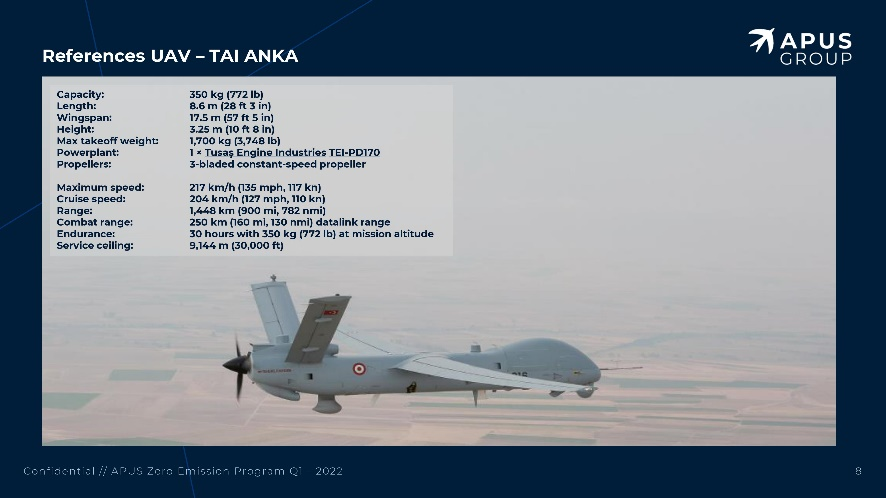 References UAV – TAI ANKA
APUS
GROUP
Capacity: 350 kg (772 lb)
Length: 8.6 m (28 ft 3 in)
Wingspan: 17.5 m (57 ft 5 in)
Height: 3.25 m (10 ft 8 in)
Max takeoff weight: 1,700 kg (3,748 lb)
Powerplant: 1 × Tusaş Engine Industries TEI-PD170
Propellers: 3-bladed constant-speed propeller
Maximum speed: 217 km/h (135 mph, 117 kn)
Cruise speed: 204 km/h (127 mph, 110 kn)
Range: 1,448 km (900 mi, 782 nmi)
Combat range: 250 km (160 mi, 130 nmi) datalink range
Endurance: 30 hours with 350 kg (772 lb) at mission altitude
Service ceiling: 9,144 m (30,000 ft)
Confidential // APUS Zero Emission Program Q1 2022
8